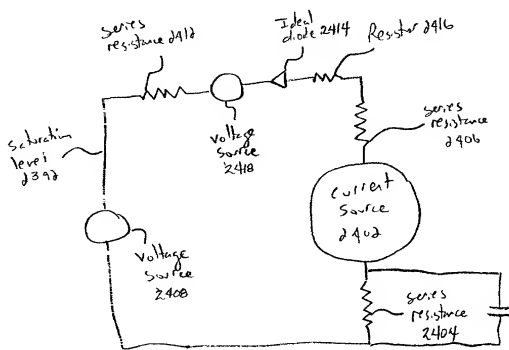 series
resistance 2412
Ideal
diode 2414
Resistor 2416
saturation
level
2392
voltage
source
2418
series
resistance
2406
current
source
2402
voltage
source
2408
series
resistance
2404